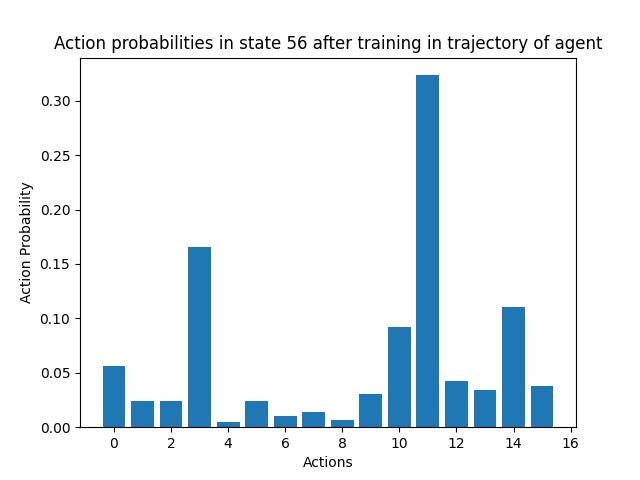 Action probabilities in state 56 after training in trajectory of agent
0.30
0.25
0.20
0.15
0.10
0.05
0.00
Action Probability
0 2 4 6 8 10 12 14 16
Actions